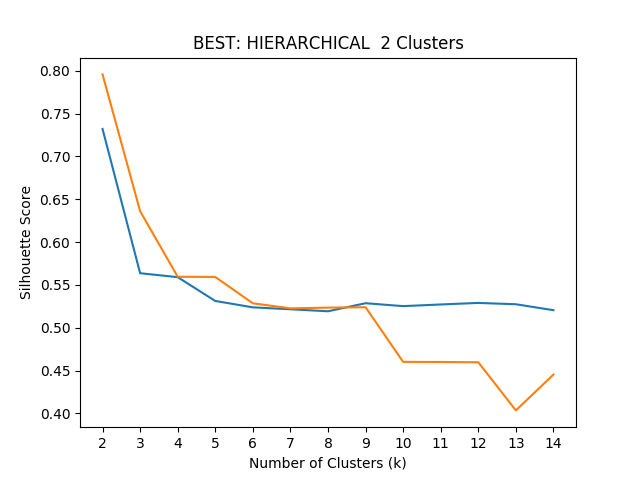 BEST: HIERARCHICAL  2 Clusters
Silhouette Score
0.80
0.75
0.70
0.65
0.60
0.55
0.50
0.45
0.40
2 3 4 5 6 7 8 9 10 11 12 13 14
Number of Clusters (k)